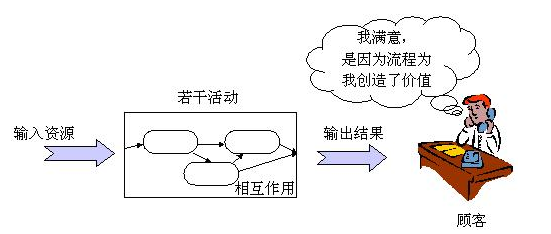 我满意，
是因为流程为
我创造了价值
若干活动
输入资源
输出结果
相互作用
顾客